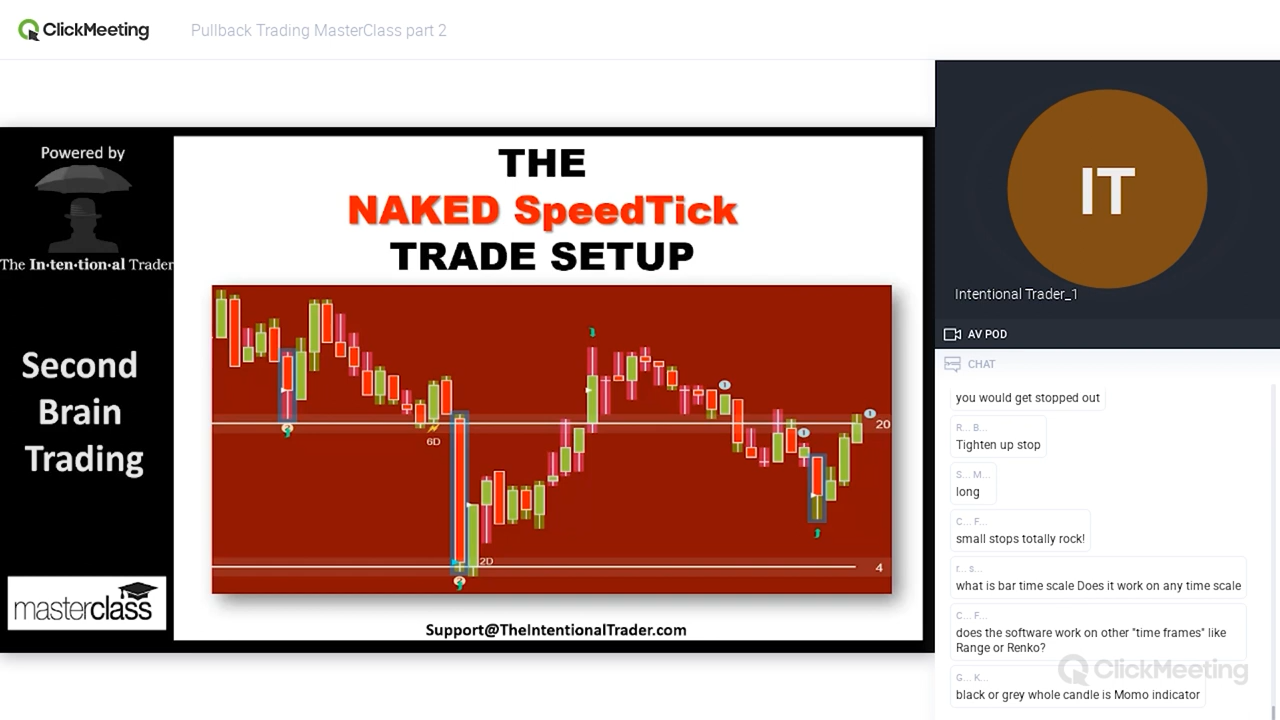 ClickMeeting
Pullback Trading MasterClass part 2
Powered by
The In·ten·tion·al Trader
Second
Brain
Trading
masterclass
THE
NAKED SpeedTick
TRADE SETUP
6D
2D
20
4
Support@TheIntentionalTrader.com
IT
Intentional Trader_1
AV POD
CHAT
you would get stopped out
R... B...
Tighten up stop
S... M...
long
C... F...
small stops totally rock!
r... s...
what is bar time scale Does it work on any time scale
C... F...
does the software work on other "time frames" like
Range or Renko?
G... K...
black or grey whole candle is Momo indicator
ClickMeeting